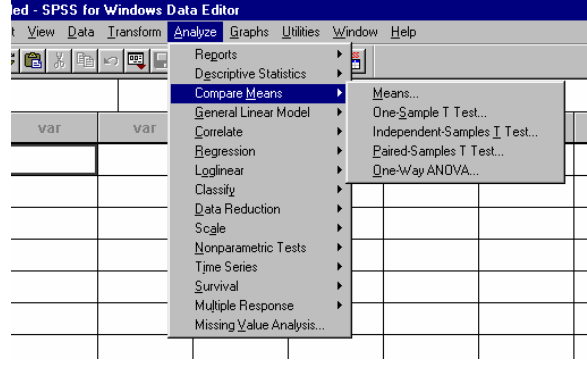 led - SPSS for Windows Data Editor
t View Data Transform Analyze Graphs Utilities Window Help
Reports
Descriptive Statistics
Compare Means
General Linear Model
Correlate
Regression
Loglinear
Classify
Data Reduction
Scale
Nonparametric Tests
Time Series
Survival
Multiple Response
Missing Value Analysis...
Means...
One-Sample T Test...
Independent-Samples T Test...
Paired-Samples T Test...
One-Way ANOVA...
var var